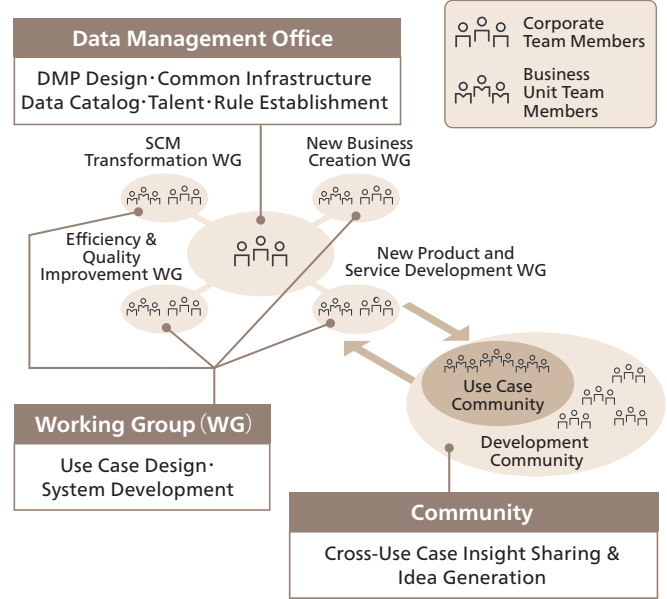 Data Management Office
DMP Design・Common Infrastructure
Data Catalog・Talent・Rule Establishment
Corporate
Team Members
Business
Unit Team
Members
SCM
Transformation WG
New Business
Creation WG
Efficiency &
Quality
Improvement WG
New Product and
Service Development WG
Use Case
Community
Development
Community
Working Group（WG）
Use Case Design・
System Development
Community
Cross-Use Case Insight Sharing &
Idea Generation